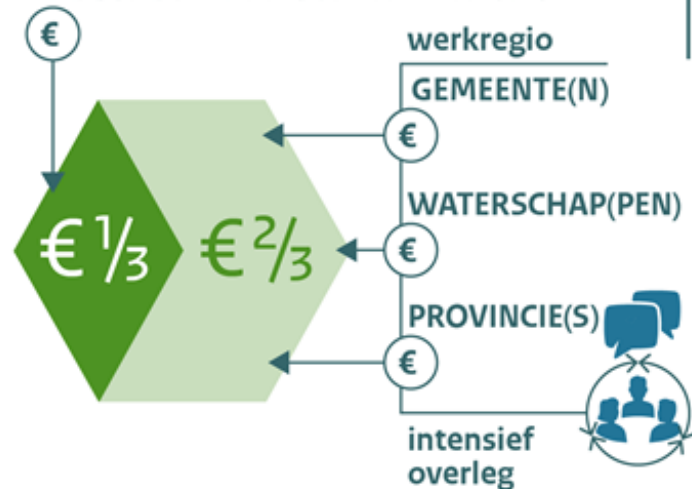 €
werkregio
GEMEENTE(N)
€
€ 1/3
€ 2/3
WATERSCHAP(PEN)
€
PROVINCIE(S)
€
intensief
overleg